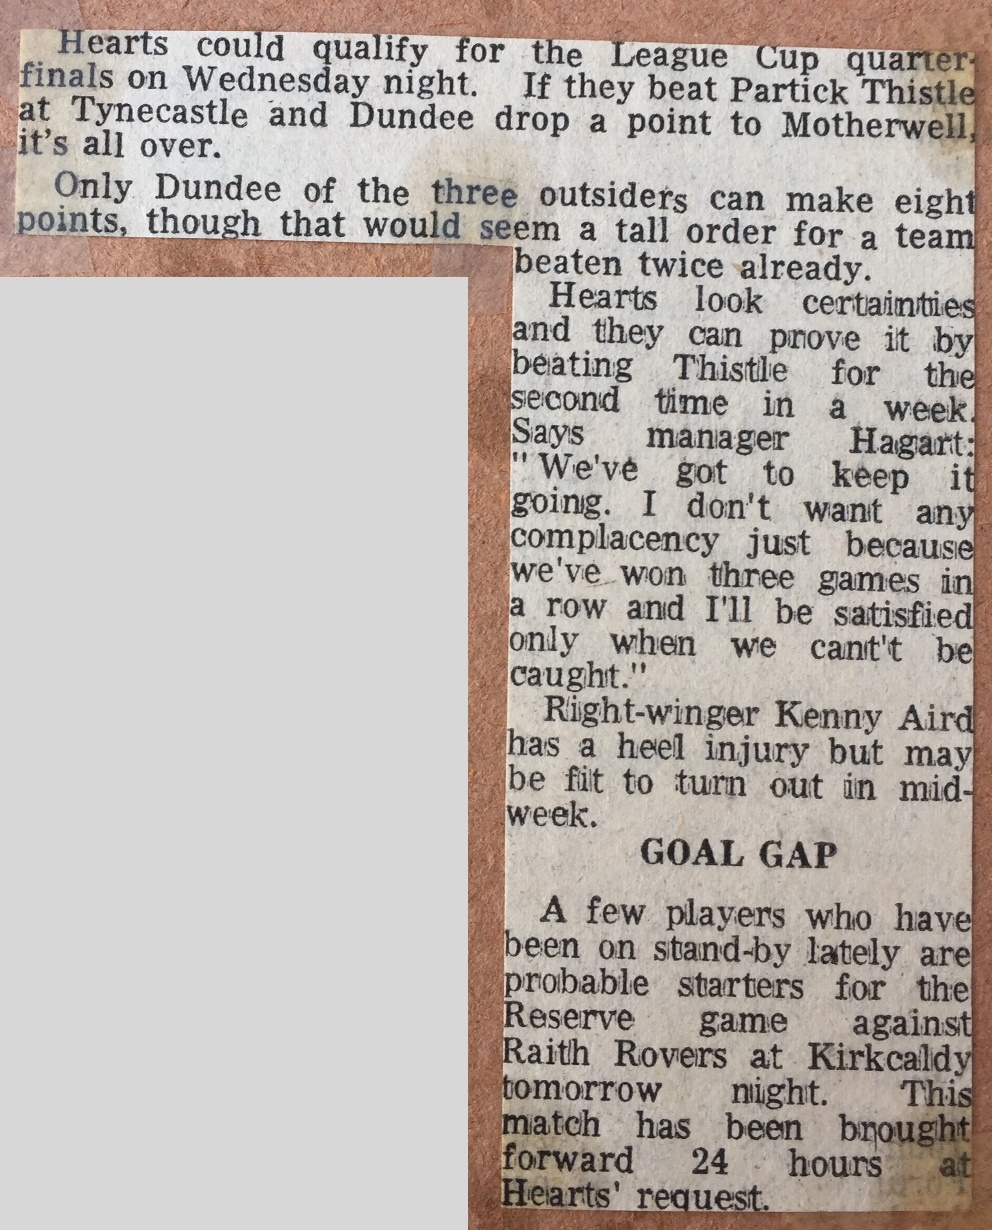 Hearts could qualify for the League Cup quarter-
finals on Wednesday night. If they beat Partick Thistle
at Tynecastle and Dundee drop a point to Motherwell,
it's all over.
Only Dundee of the three outsiders can make eight
points, though that would seem a tall order for a team
beaten twice already.
Hearts look certainties
and they can prove it by
beating Thistle for the
second time in a week.
Says manager Hagart:
"We've got to keep it
going. I don't want any
complacency just because
we've won three games in
a row and I'll be satisfied
only when we cant't be
caught."
Right-winger Kenny Aird
has a heel injury but may
be fit to turn out in mid-
week.
GOAL GAP
A few players who have
been on stand-by lately are
probable starters for the
Reserve game against
Raith Rovers at Kirkcaldy
tomorrow night. This
match has been brought
forward 24 hours at
Hearts' request.